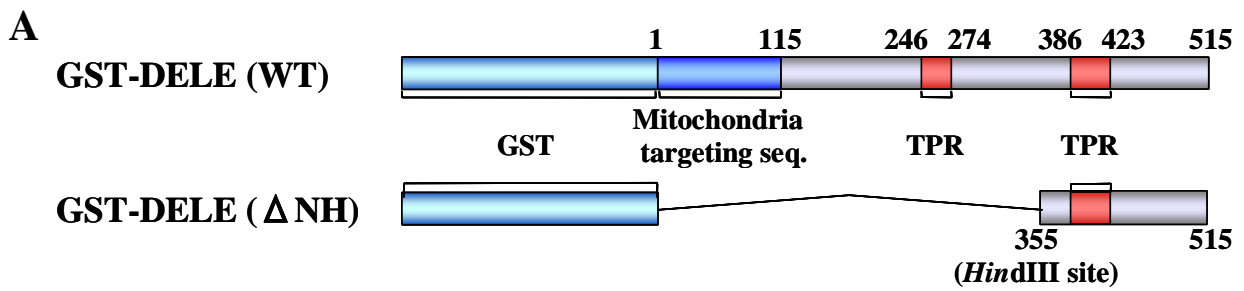 A
1 115 246 274 386 423 515
GST-DELE (WT)
GST
Mitochondria
targeting seq.
TPR TPR
GST-DELE (Δ NH)
355 515
(HindIII site)